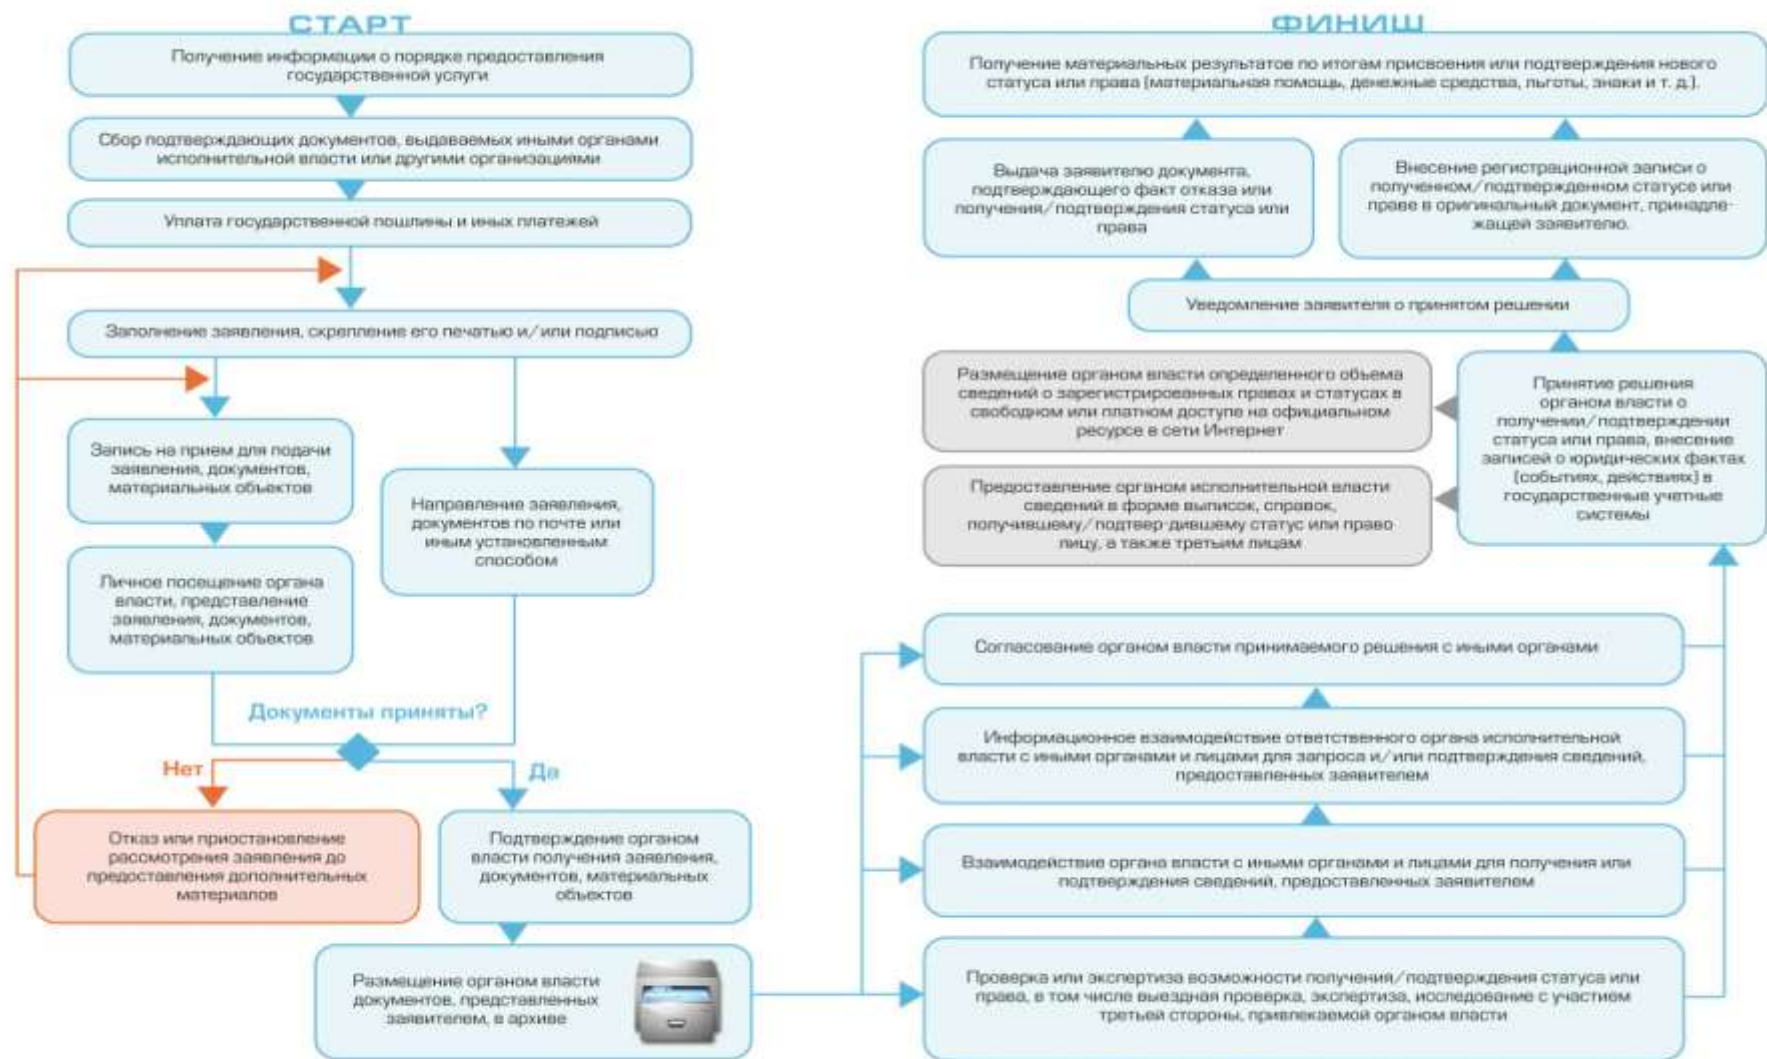 СТАРТ
Получение информации о порядке предоставления
государственной услуги
Сбор подтверждающих документов, выдаваемых иными органами
исполнительной власти или другими организациями
Уплата государственной пошлины и иных платежей
Заполнение заявления, скрепление его печатью и/или подписью
Запись на прием для подачи
заявления, документов,
материальных объектов
Направление заявления,
документов по почте или
иным установленным
способом
Личное посещение органа
власти, представление
заявления, документов,
материальных объектов
Документы приняты?
Нет
Да
Отказ или приостановление
рассмотрения заявления до
предоставления дополнительных
материалов
Подтверждение органом
власти получения заявления,
документов, материальных
объектов
Размещение органом власти
документов, представленных
заявителем, в архиве
ФИНИШ
Получение материальных результатов по итогам присвоения или подтверждения нового
статуса или права (материальная помощь, денежные средства, льготы, знаки и т. д.).
Выдача заявителю документа,
подтверждающего факт отказа или
получения/подтверждения статуса или
права
Внесение регистрационной записи о
полученном/подтвержденном статусе или
праве в оригинальный документ, принадле-
жащей заявителю.
Уведомление заявителя о принятом решении
Размещение органом власти определенного объема
сведений о зарегистрированных правах и статусах в
свободном или платном доступе на официальном
ресурсе в сети Интернет
Предоставление органом исполнительной власти
сведений в форме выписок, справок,
получившему/подтвер-дившему статус или право
лицу, а также третьим лицам
Принятие решения
органом власти о
получении/подтверждении
статуса или права, внесение
записей о юридических фактах
(событиях, действиях) в
государственные учетные
системы
Согласование органом власти принимаемого решения с иными органами
Информационное взаимодействие ответственного органа исполнительной
власти с иными органами и лицами для запроса и/или подтверждения сведений,
предоставленных заявителем
Взаимодействие органа власти с иными органами и лицами для получения или
подтверждения сведений, предоставленных заявителем
Проверка или экспертиза возможности получения/подтверждения статуса или
права, в том числе выездная проверка, экспертиза, исследование с участием
третьей стороны, привлекаемой органом власти